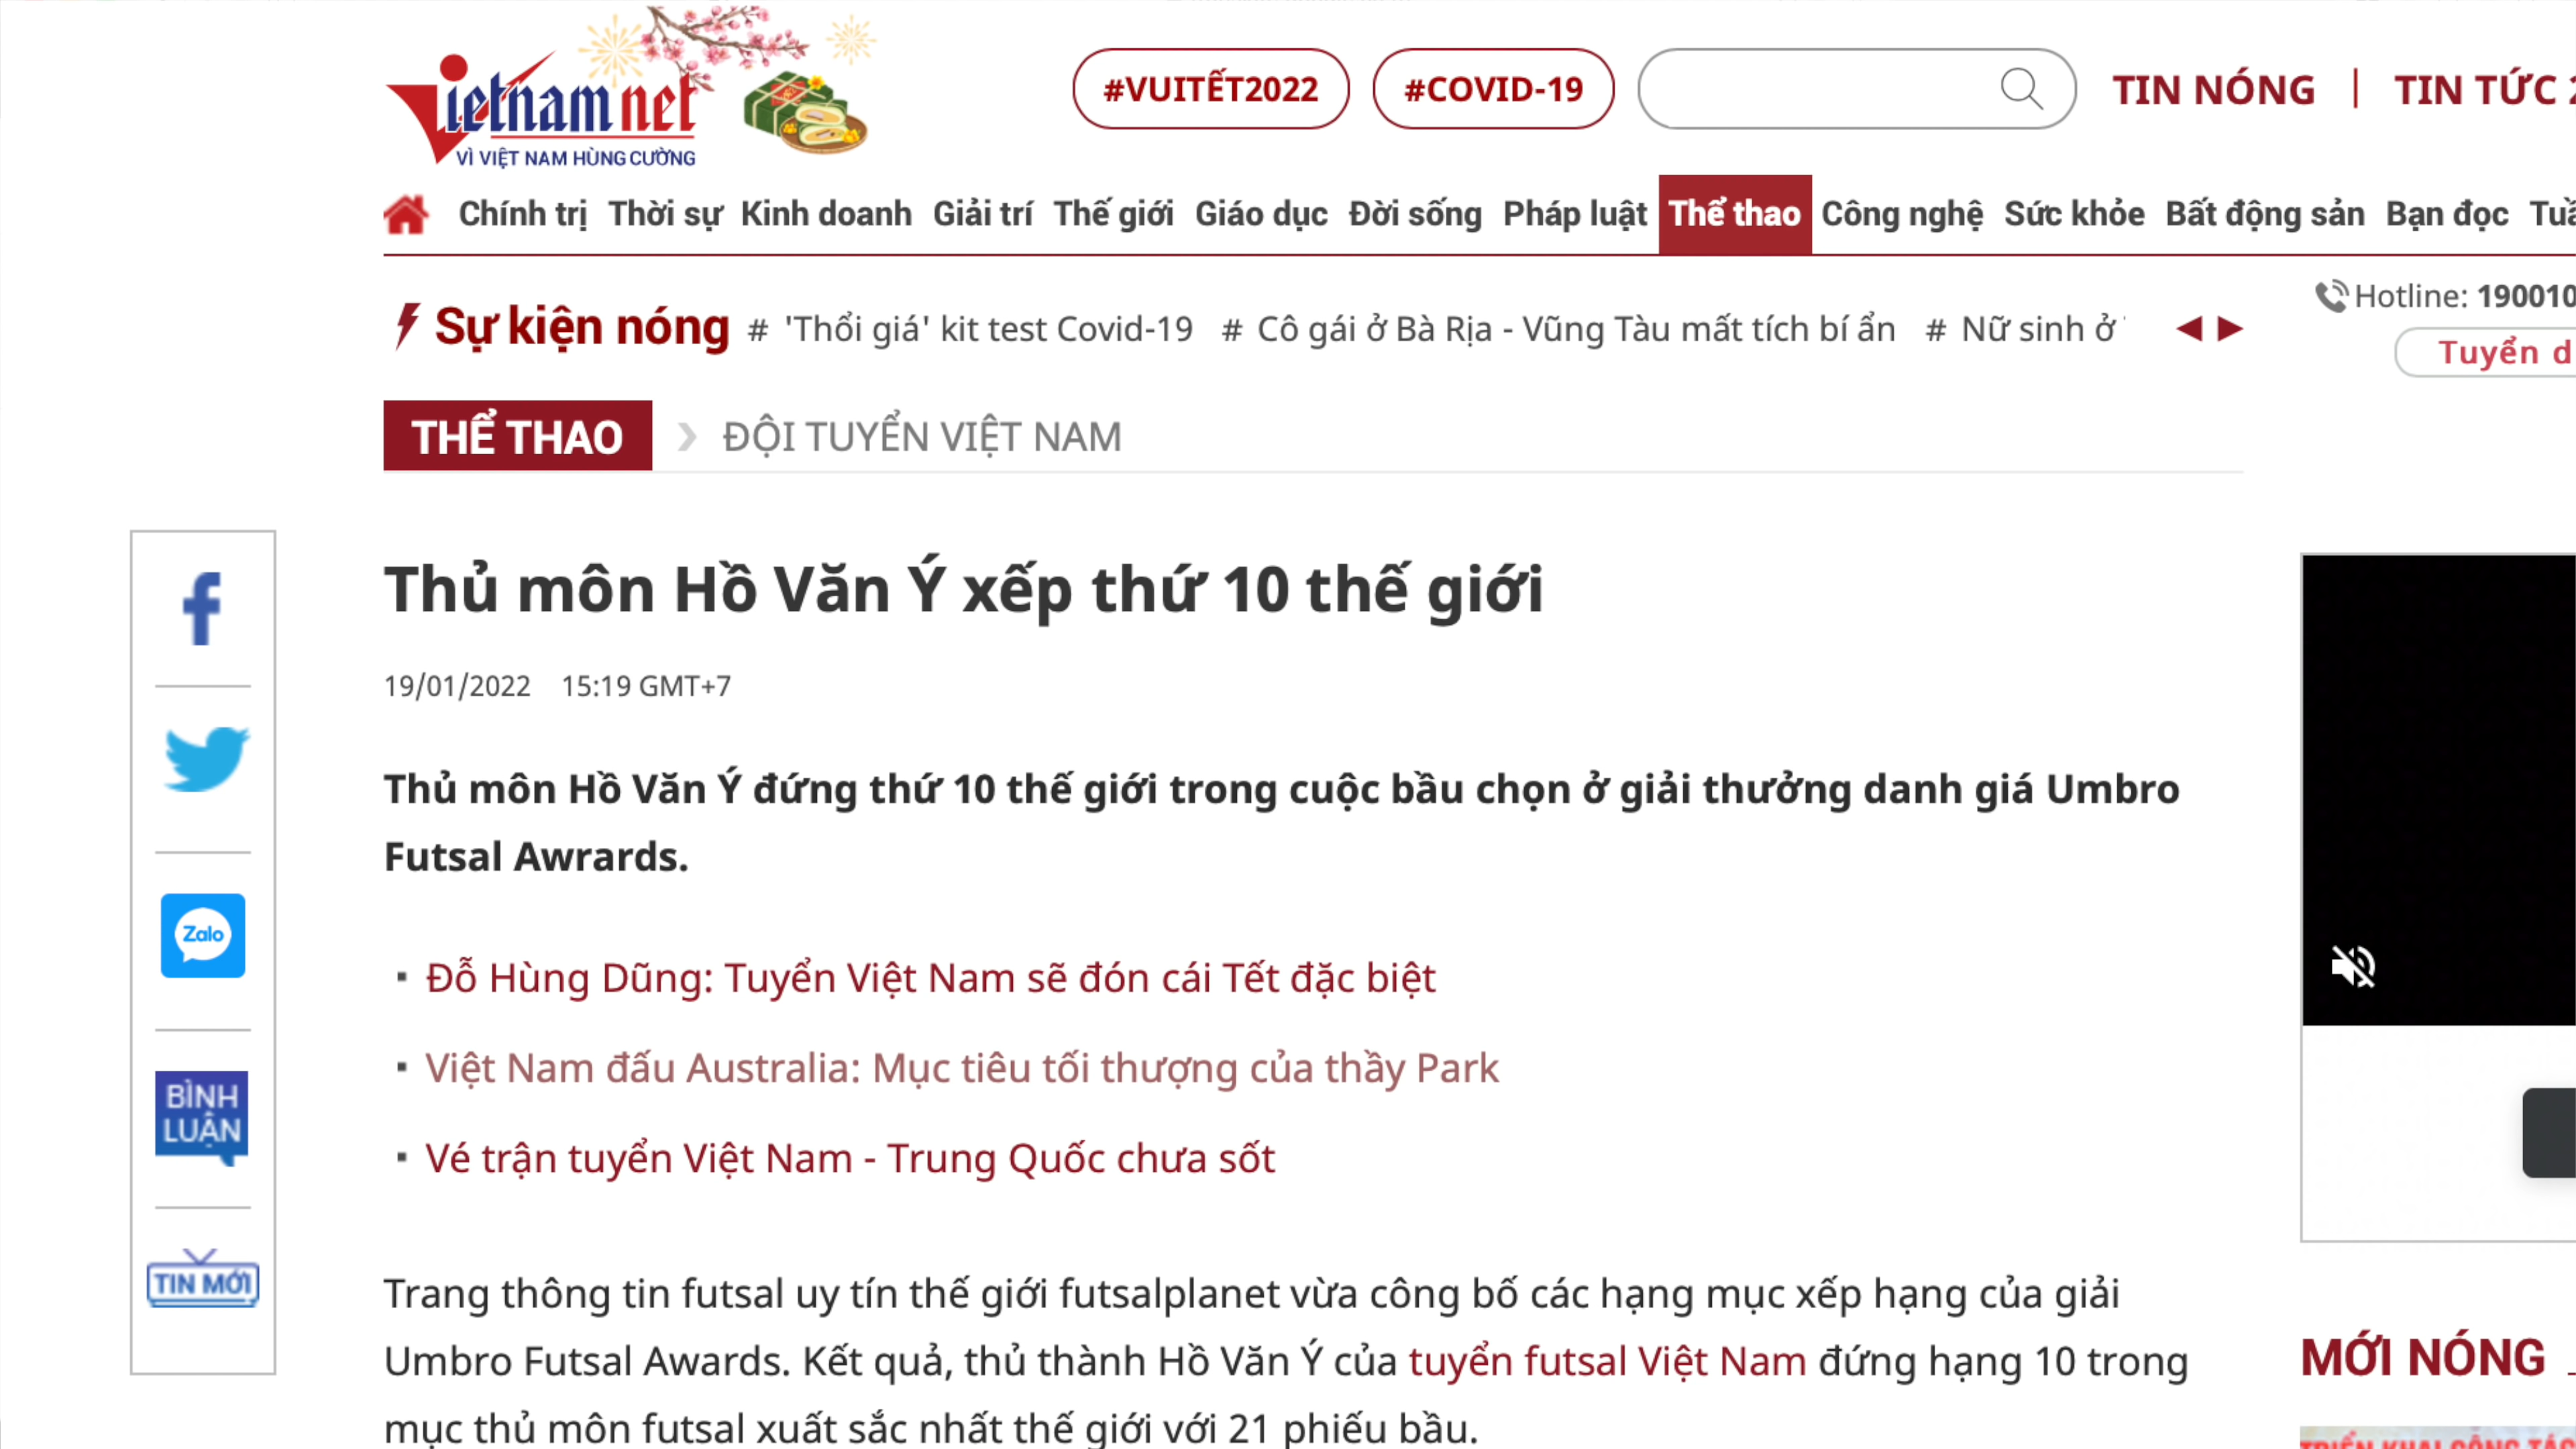 Vietnamnet
VÌ VIỆT NAM HÙNG CƯỜNG
#VUITẾT2022 #COVID-19 TIN NÓNG | TIN TỨC
Chính trị Thời sự Kinh doanh Giải trí Thế giới Giáo dục Đời sống Pháp luật Thể thao Công nghệ Sức khỏe Bất động sản Bạn đọc
Hotline: 190010
Sự kiện nóng # 'Thổi giá' kit test Covid-19 # Cô gái ở Bà Rịa - Vũng Tàu mất tích bí ẩn # Nữ sinh ở
Tuyển d
THỂ THAO › ĐỘI TUYỂN VIỆT NAM
Thủ môn Hồ Văn Ý xếp thứ 10 thế giới
19/01/2022 15:19 GMT+7
Thủ môn Hồ Văn Ý đứng thứ 10 thế giới trong cuộc bầu chọn ở giải thưởng danh giá Umbro
Futsal Awrards.
Zalo
Đỗ Hùng Dũng: Tuyển Việt Nam sẽ đón cái Tết đặc biệt
Việt Nam đấu Australia: Mục tiêu tối thượng của thầy Park
BÌNH
LUẬN
Vé trận tuyển Việt Nam - Trung Quốc chưa sốt
TIN MỚI
Trang thông tin futsal uy tín thế giới futsalplanet vừa công bố các hạng mục xếp hạng của giải
Umbro Futsal Awards. Kết quả, thủ thành Hồ Văn Ý của tuyển futsal Việt Nam đứng hạng 10 trong
mục thủ môn futsal xuất sắc nhất thế giới với 21 phiếu bầu.
MỚI NÓNG